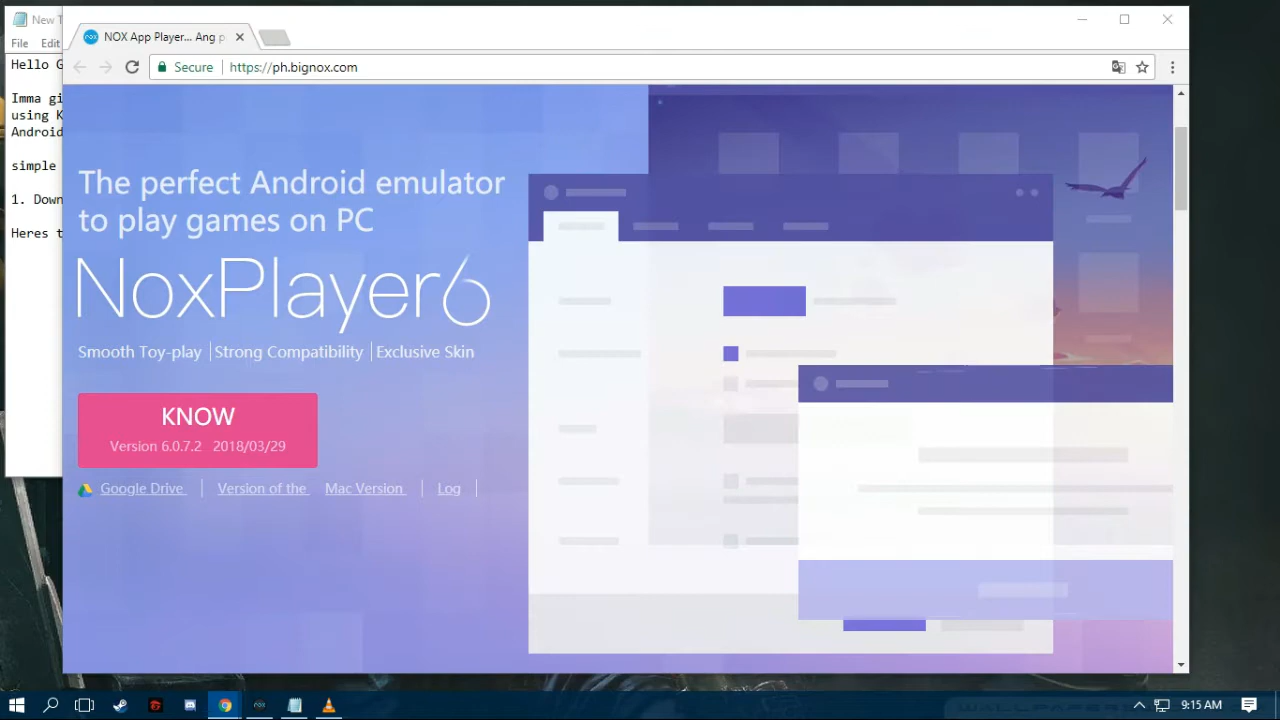 New T
NOX App Player... Ang p
File Edit
Secure https://ph.bignox.com
Hello G
Imma gi
using K
Android
simple
1. Down
Heres t
The perfect Android emulator
to play games on PC
NoxPlayer6
Smooth Toy-play Strong Compatibility Exclusive Skin
KNOW
Version 6.0.7.2 2018/03/29
Google Drive Version of the Mac Version Log
9:15 AM